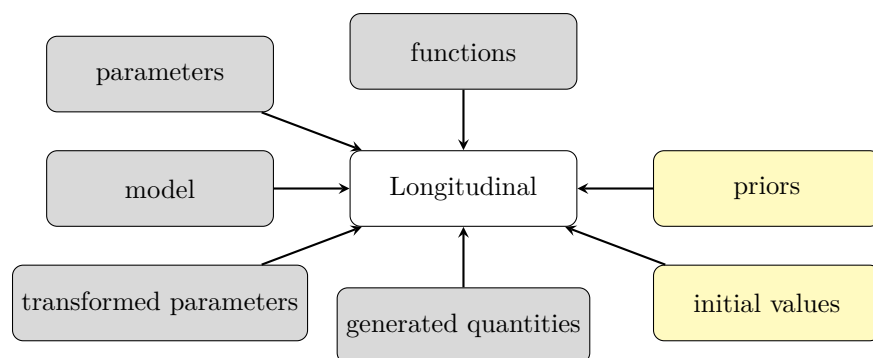 functions
parameters
model
Longitudinal
priors
transformed parameters
initial values
generated quantities